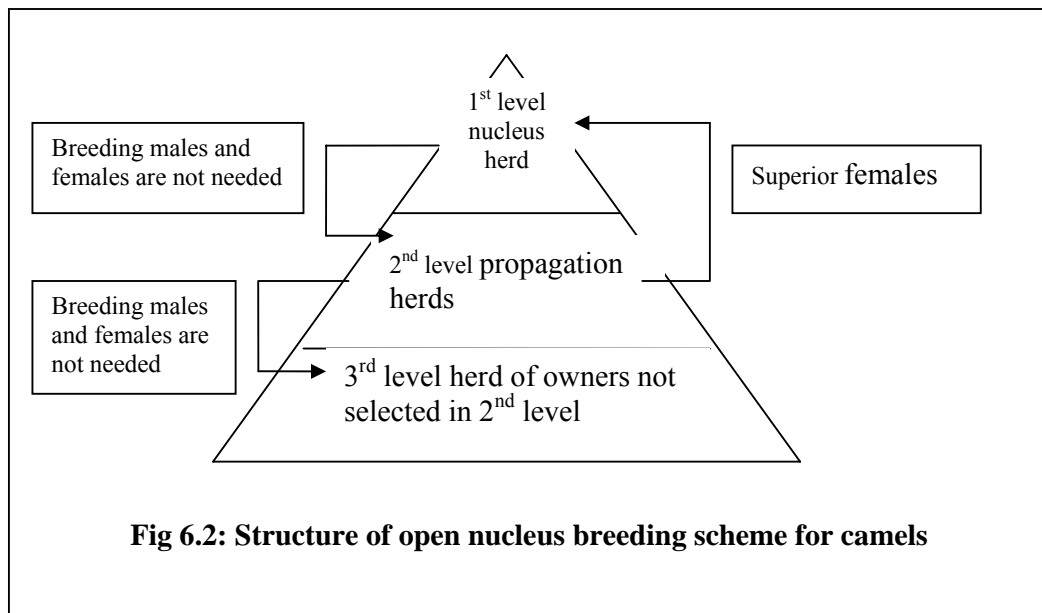 1st level
nucleus
herd
Breeding males and
females are not needed
Superior females
2nd level propagation
herds
Breeding males
and females are
not needed
3rd level herd of owners not
selected in 2nd level
Fig 6.2: Structure of open nucleus breeding scheme for camels